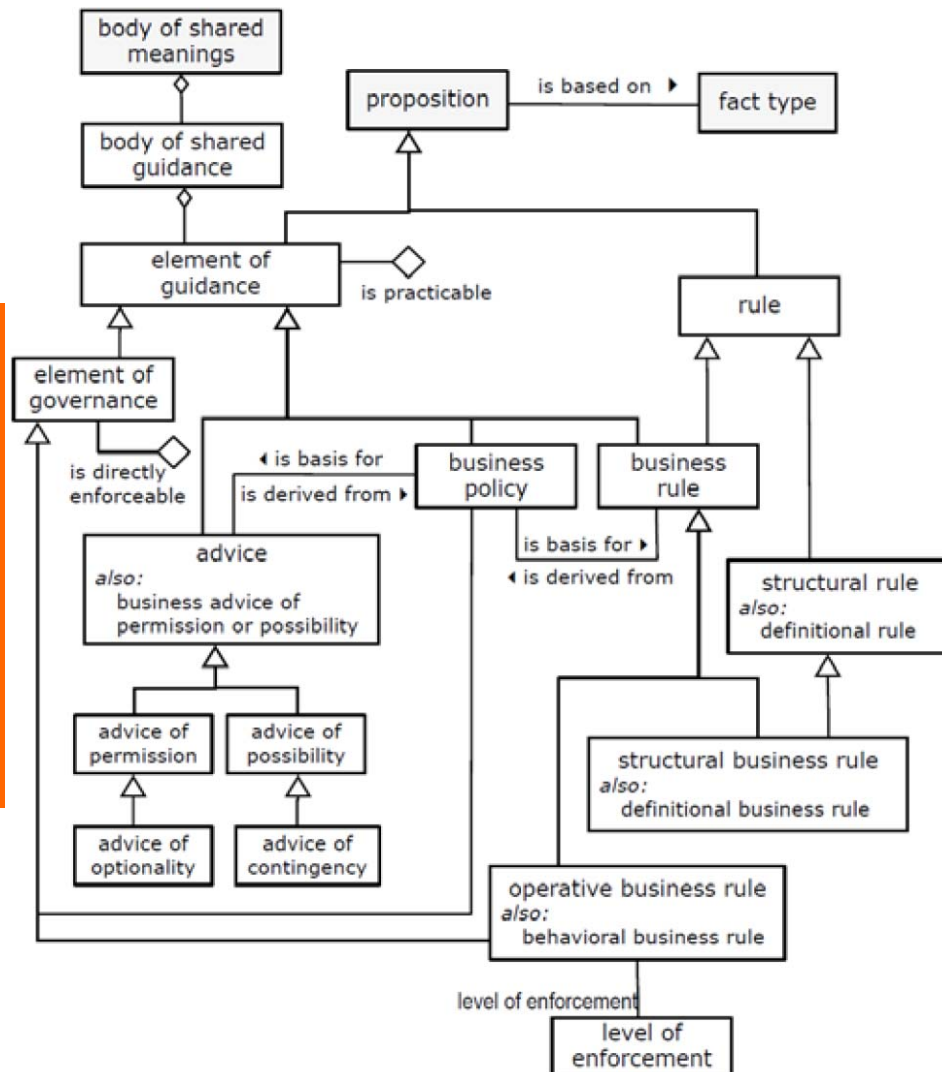 body of shared
meanings
proposition
is based on ▶
fact type
body of shared
guidance
element of
guidance
is practicable
rule
element of
governance
is directly
enforceable
◀ is basis for
is derived from ▶
business
policy
business
rule
is basis for ▶
◀ is derived from
advice
also:
business advice of
permission or possibility
structural rule
also:
definitional rule
advice of
permission
advice of
possibility
structural business rule
also:
definitional business rule
advice of
optionality
advice of
contingency
operative business rule
also:
behavioral business rule
level of enforcement
level of
enforcement